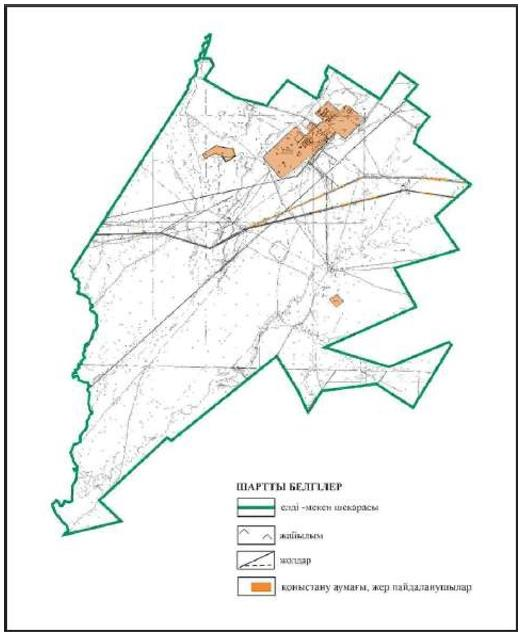 ШАРТТЫ БЕЛГІЛЕР
елді -мекен шекарасы
жайылым
жолдар
қоныстану аумағы, жер пайдаланушылар